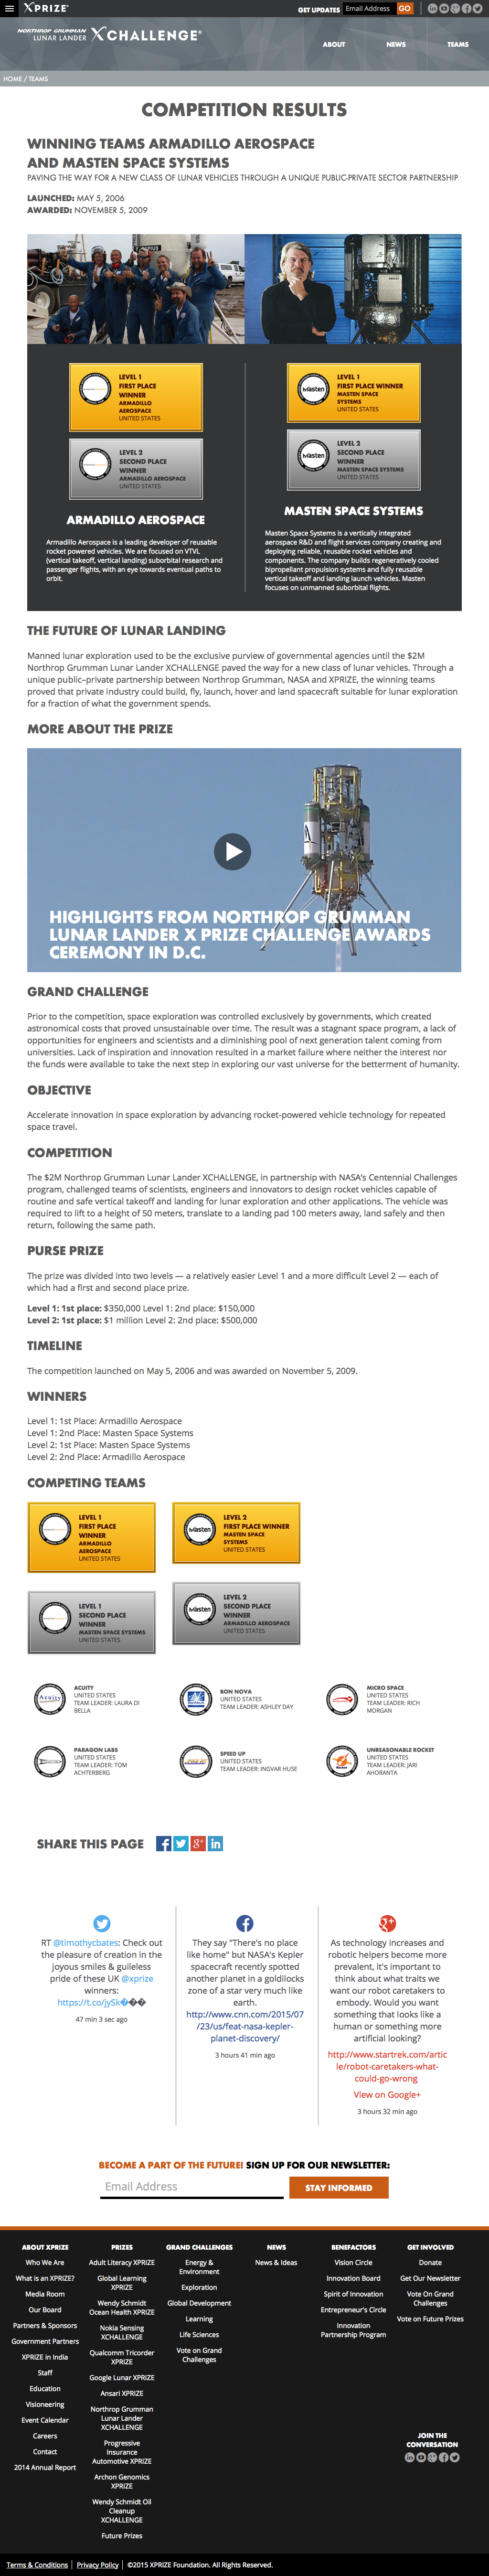 XPRIZE
GET UPDATES
Email Address
GO
NORTHROP GRUMMAN
LUNAR LANDER XCHALLENGE
ABOUT
NEWS
TEAMS
HOME / TEAMS
COMPETITION RESULTS
WINNING TEAMS ARMADILLO AEROSPACE
AND MASTEN SPACE SYSTEMS
PAVING THE WAY FOR A NEW CLASS OF LUNAR VEHICLES THROUGH A UNIQUE PUBLIC-PRIVATE SECTOR PARTNERSHIP
LAUNCHED: MAY 5, 2006
AWARDED: NOVEMBER 5, 2009
LEVEL 1
FIRST PLACE
WINNER
ARMADILLO
AEROSPACE
UNITED STATES
LEVEL 2
SECOND PLACE
WINNER
ARMADILLO AEROSPACE
UNITED STATES
ARMADILLO AEROSPACE
Armadillo Aerospace is a leading developer of reusable
rocket powered vehicles. We are focused on VTVL
(vertical takeoff, vertical landing) suborbital research and
passenger flights, with an eye towards eventual paths to
orbit.
masten
LEVEL 1
FIRST PLACE WINNER
MASTEN SPACE
SYSTEMS
UNITED STATES
masten
LEVEL 2
SECOND PLACE
WINNER
MASTEN SPACE SYSTEMS
UNITED STATES
MASTEN SPACE SYSTEMS
Masten Space Systems is a vertically integrated
aerospace R&D and flight services company creating and
deploying reliable, reusable rocket vehicles and
components. The company builds regeneratively cooled
bipropellant propulsion systems and fully reusable
vertical takeoff and landing launch vehicles. Masten
focuses on unmanned suborbital flights.
THE FUTURE OF LUNAR LANDING
Manned lunar exploration used to be the exclusive purview of governmental agencies until the $2M
Northrop Grumman Lunar Lander XCHALLENGE paved the way for a new class of lunar vehicles. Through a
unique public–private partnership between Northrop Grumman, NASA and XPRIZE, the winning teams
proved that private industry could build, fly, launch, hover and land spacecraft suitable for lunar exploration
for a fraction of what the government spends.
MORE ABOUT THE PRIZE
HIGHLIGHTS FROM NORTHROP GRUMMAN
LUNAR LANDER X PRIZE CHALLENGE AWARDS
CEREMONY IN D.C.
GRAND CHALLENGE
Prior to the competition, space exploration was controlled exclusively by governments, which created
astronomical costs that proved unsustainable over time. The result was a stagnant space program, a lack of
opportunities for engineers and scientists and a diminishing pool of next generation talent coming from
universities. Lack of inspiration and innovation resulted in a market failure where neither the interest nor
the funds were available to take the next step in exploring our vast universe for the betterment of humanity.
OBJECTIVE
Accelerate innovation in space exploration by advancing rocket-powered vehicle technology for repeated
space travel.
COMPETITION
The $2M Northrop Grumman Lunar Lander XCHALLENGE, in partnership with NASA's Centennial Challenges
program, challenged teams of scientists, engineers and innovators to design rocket vehicles capable of
routine and safe vertical takeoff and landing for lunar exploration and other applications. The vehicle was
required to lift to a height of 50 meters, translate to a landing pad 100 meters away, land safely and then
return, following the same path.
PURSE PRIZE
The prize was divided into two levels — a relatively easier Level 1 and a more difficult Level 2 — each of
which had a first and second place prize.
Level 1: 1st place: $350,000 Level 1: 2nd place: $150,000
Level 2: 1st place: $1 million Level 2: 2nd place: $500,000
TIMELINE
The competition launched on May 5, 2006 and was awarded on November 5, 2009.
WINNERS
Level 1: 1st Place: Armadillo Aerospace
Level 1: 2nd Place: Masten Space Systems
Level 2: 1st Place: Masten Space Systems
Level 2: 2nd Place: Armadillo Aerospace
COMPETING TEAMS
LEVEL 1
FIRST PLACE
WINNER
ARMADILLO
AEROSPACE
UNITED STATES
masten
LEVEL 2
FIRST PLACE WINNER
MASTEN SPACE
SYSTEMS
UNITED STATES
LEVEL 1
SECOND PLACE
WINNER
MASTEN SPACE SYSTEMS
UNITED STATES
masten
LEVEL 2
SECOND PLACE
WINNER
ARMADILLO AEROSPACE
UNITED STATES
Acuity
ACUITY
UNITED STATES
TEAM LEADER: LAURA DI
BELLA
BON NOVA
UNITED STATES
TEAM LEADER: ASHLEY DAY
MICRO SPACE
UNITED STATES
TEAM LEADER: RICH
MORGAN
PARAGON LABS
UNITED STATES
TEAM LEADER: TOM
ACHTERBERG
SPEED UP
UNITED STATES
TEAM LEADER: INGVAR HUSE
UNREASONABLE ROCKET
UNITED STATES
TEAM LEADER: JARI
AHDRANTA
SHARE THIS PAGE
RT @timothycbates: Check out
the pleasure of creation in the
joyous smiles & guileless
pride of these UK @xprize
winners:
https://t.co/jySk���
47 min 3 sec ago
They say "There's no place
like home" but NASA's Kepler
spacecraft recently spotted
another planet in a goldilocks
zone of a star very much like
earth.
http://www.cnn.com/2015/07
/23/us/feat-nasa-kepler-
planet-discovery/
3 hours 41 min ago
As technology increases and
robotic helpers become more
prevalent, it's important to
think about what traits we
want our robot caretakers to
embody. Would you want
something that looks like a
human or something more
artificial looking?
http://www.startrek.com/artic
le/robot-caretakers-what-
could-go-wrong
View on Google+
3 hours 32 min ago
BECOME A PART OF THE FUTURE! SIGN UP FOR OUR NEWSLETTER:
Email Address
STAY INFORMED
ABOUT XPRIZE
Who We Are
What is an XPRIZE?
Media Room
Our Board
Partners & Sponsors
Government Partners
XPRIZE in India
Staff
Education
Visioneering
Event Calendar
Careers
Contact
2014 Annual Report
PRIZES
Adult Literacy XPRIZE
Global Learning
XPRIZE
Wendy Schmidt
Ocean Health XPRIZE
Nokia Sensing
XCHALLENGE
Qualcomm Tricorder
XPRIZE
Google Lunar XPRIZE
Ansari XPRIZE
Northrop Grumman
Lunar Lander
XCHALLENGE
Progressive
Insurance
Automotive XPRIZE
Archon Genomics
XPRIZE
Wendy Schmidt Oil
Cleanup
XCHALLENGE
Future Prizes
GRAND CHALLENGES
Energy &
Environment
Exploration
Global Development
Learning
Life Sciences
Vote on Grand
Challenges
NEWS
News & Ideas
BENEFACTORS
Vision Circle
Innovation Board
Spirit of Innovation
Entrepreneur's Circle
Innovation
Partnership Program
GET INVOLVED
Donate
Get Our Newsletter
Vote On Grand
Challenges
Vote on Future Prizes
JOIN THE
CONVERSATION
Terms & Conditions
Privacy Policy
©2015 XPRIZE Foundation. All Rights Reserved.